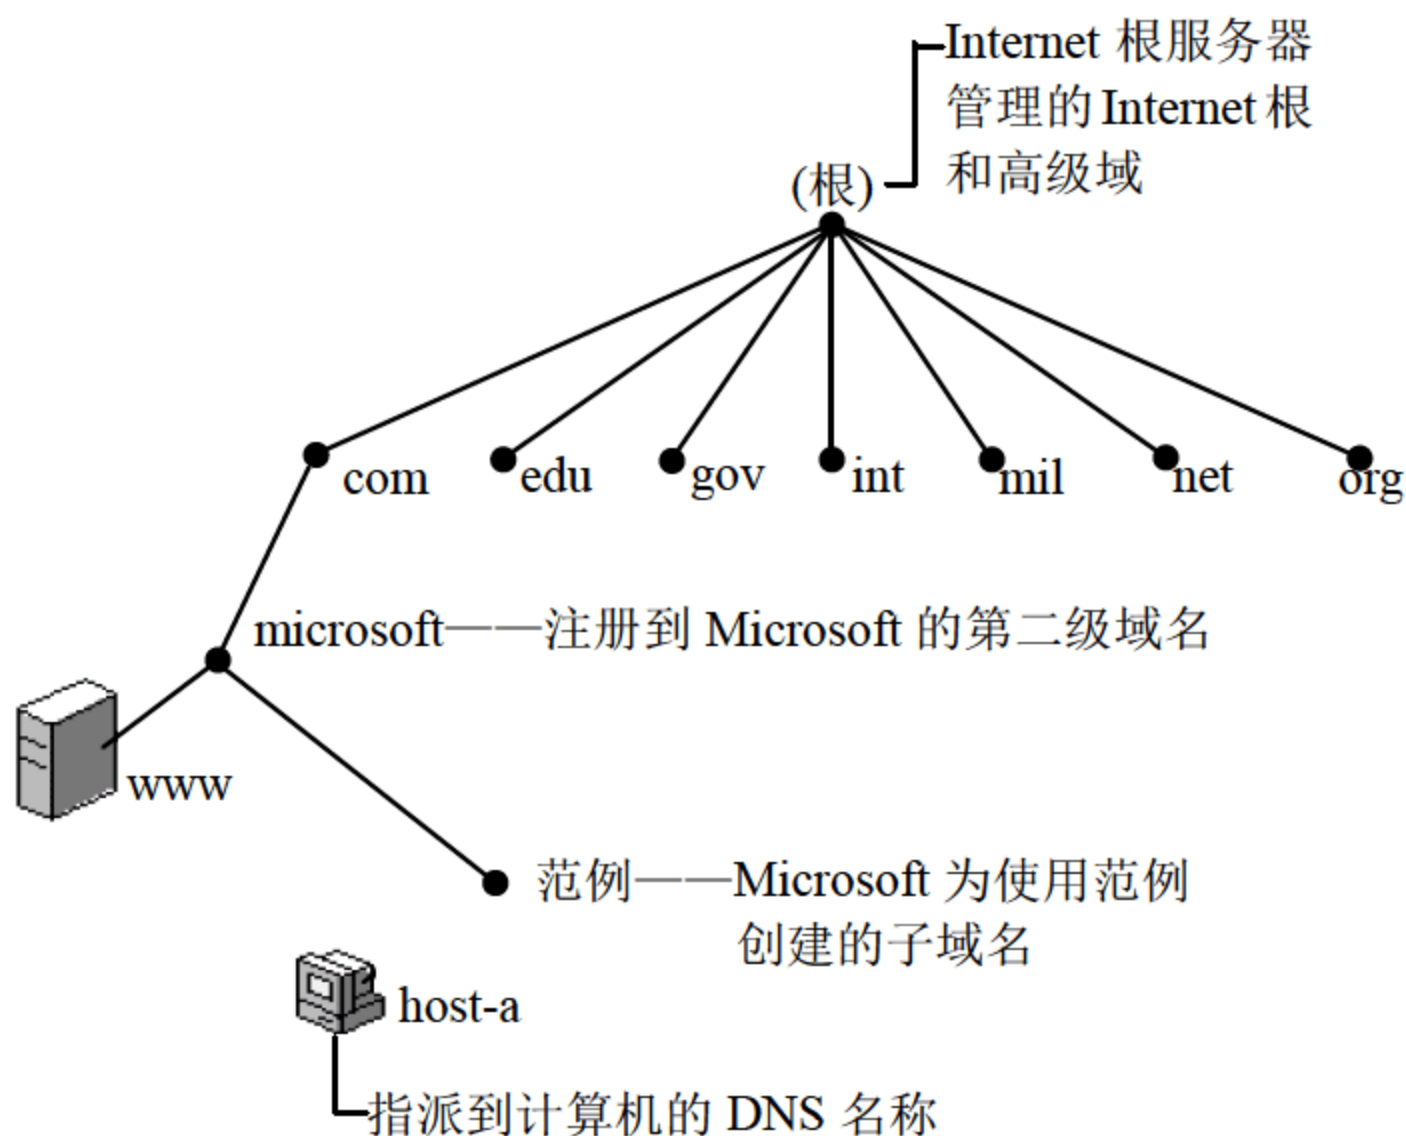 Internet 根服务器
管理的 Internet 根
和高级域
(根)
com
edu
gov
int
mil
net
org
microsoft——注册到 Microsoft 的第二级域名
www
范例——Microsoft 为使用范例
创建的子域名
host-a
指派到计算机的 DNS 名称